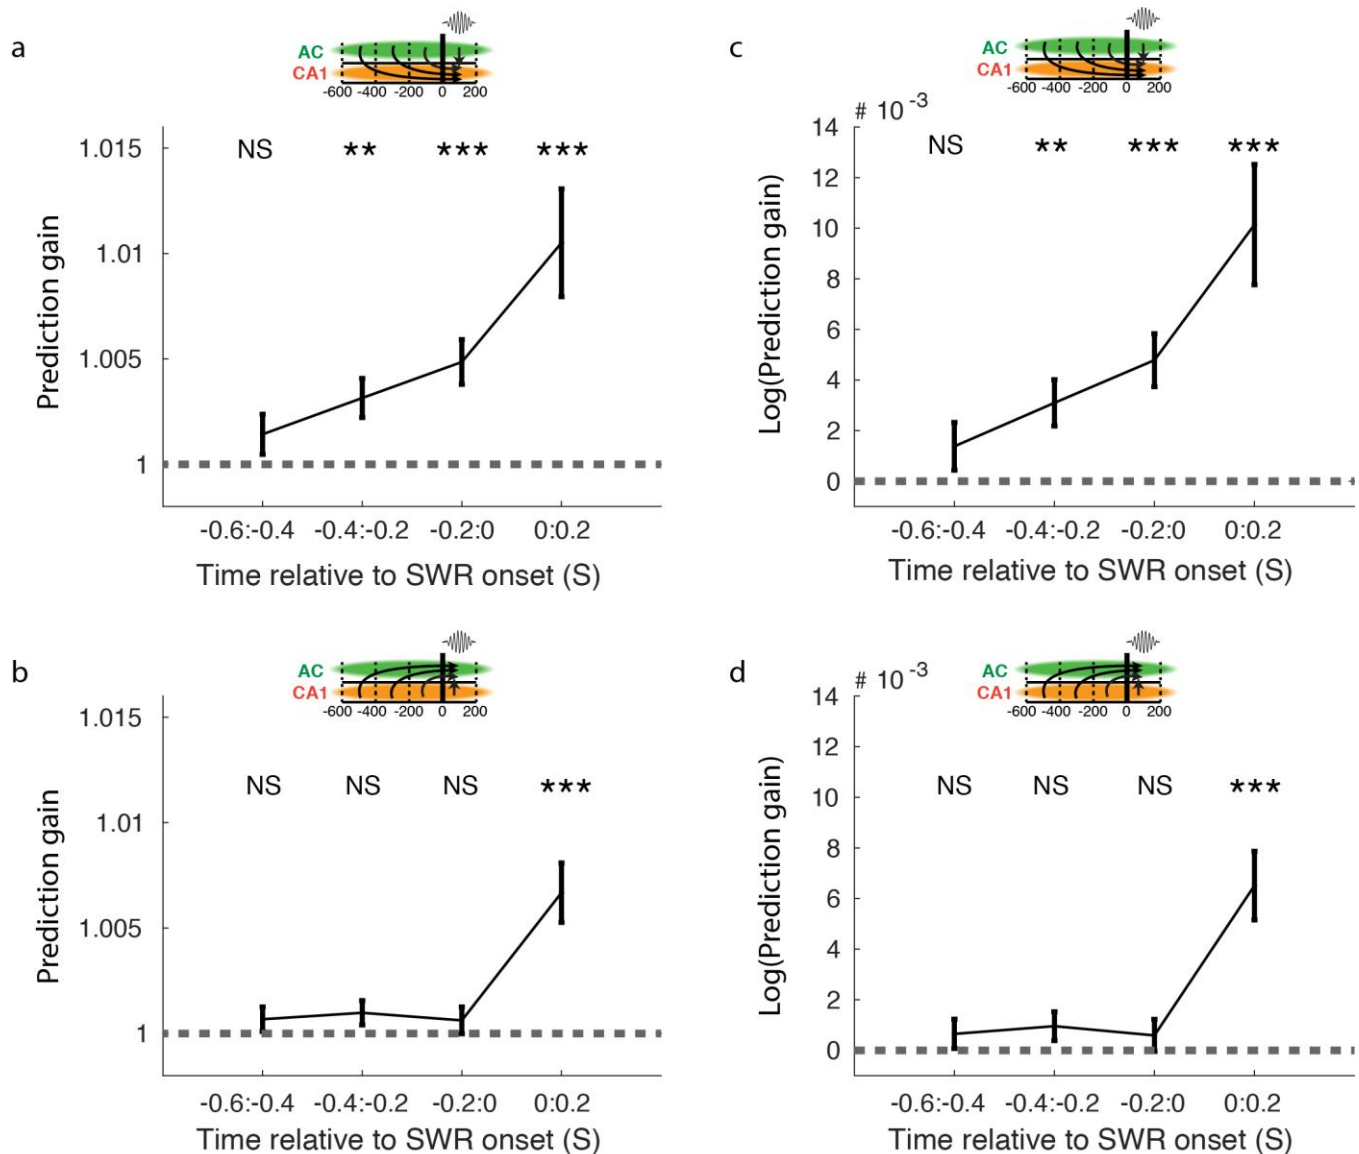 a
AC
CA1
-600 -400 -200 0 200
1.015
1.01
1.005
1
NS ** *** ***
Prediction gain
-0.6:-0.4 -0.4:-0.2 -0.2:0 0:0.2
Time relative to SWR onset (S)
c
AC
CA1
-600 -400 -200 0 200
# 10 -3
14
12
10
8
6
4
2
0
NS ** *** ***
Log(Prediction gain)
-0.6:-0.4 -0.4:-0.2 -0.2:0 0:0.2
Time relative to SWR onset (S)
b
AC
CA1
-600 -400 -200 0 200
1.015
1.01
1.005
1
NS NS NS ***
Prediction gain
-0.6:-0.4 -0.4:-0.2 -0.2:0 0:0.2
Time relative to SWR onset (S)
d
AC
CA1
-600 -400 -200 0 200
# 10 -3
14
12
10
8
6
4
2
0
NS NS NS ***
Log(Prediction gain)
-0.6:-0.4 -0.4:-0.2 -0.2:0 0:0.2
Time relative to SWR onset (S)